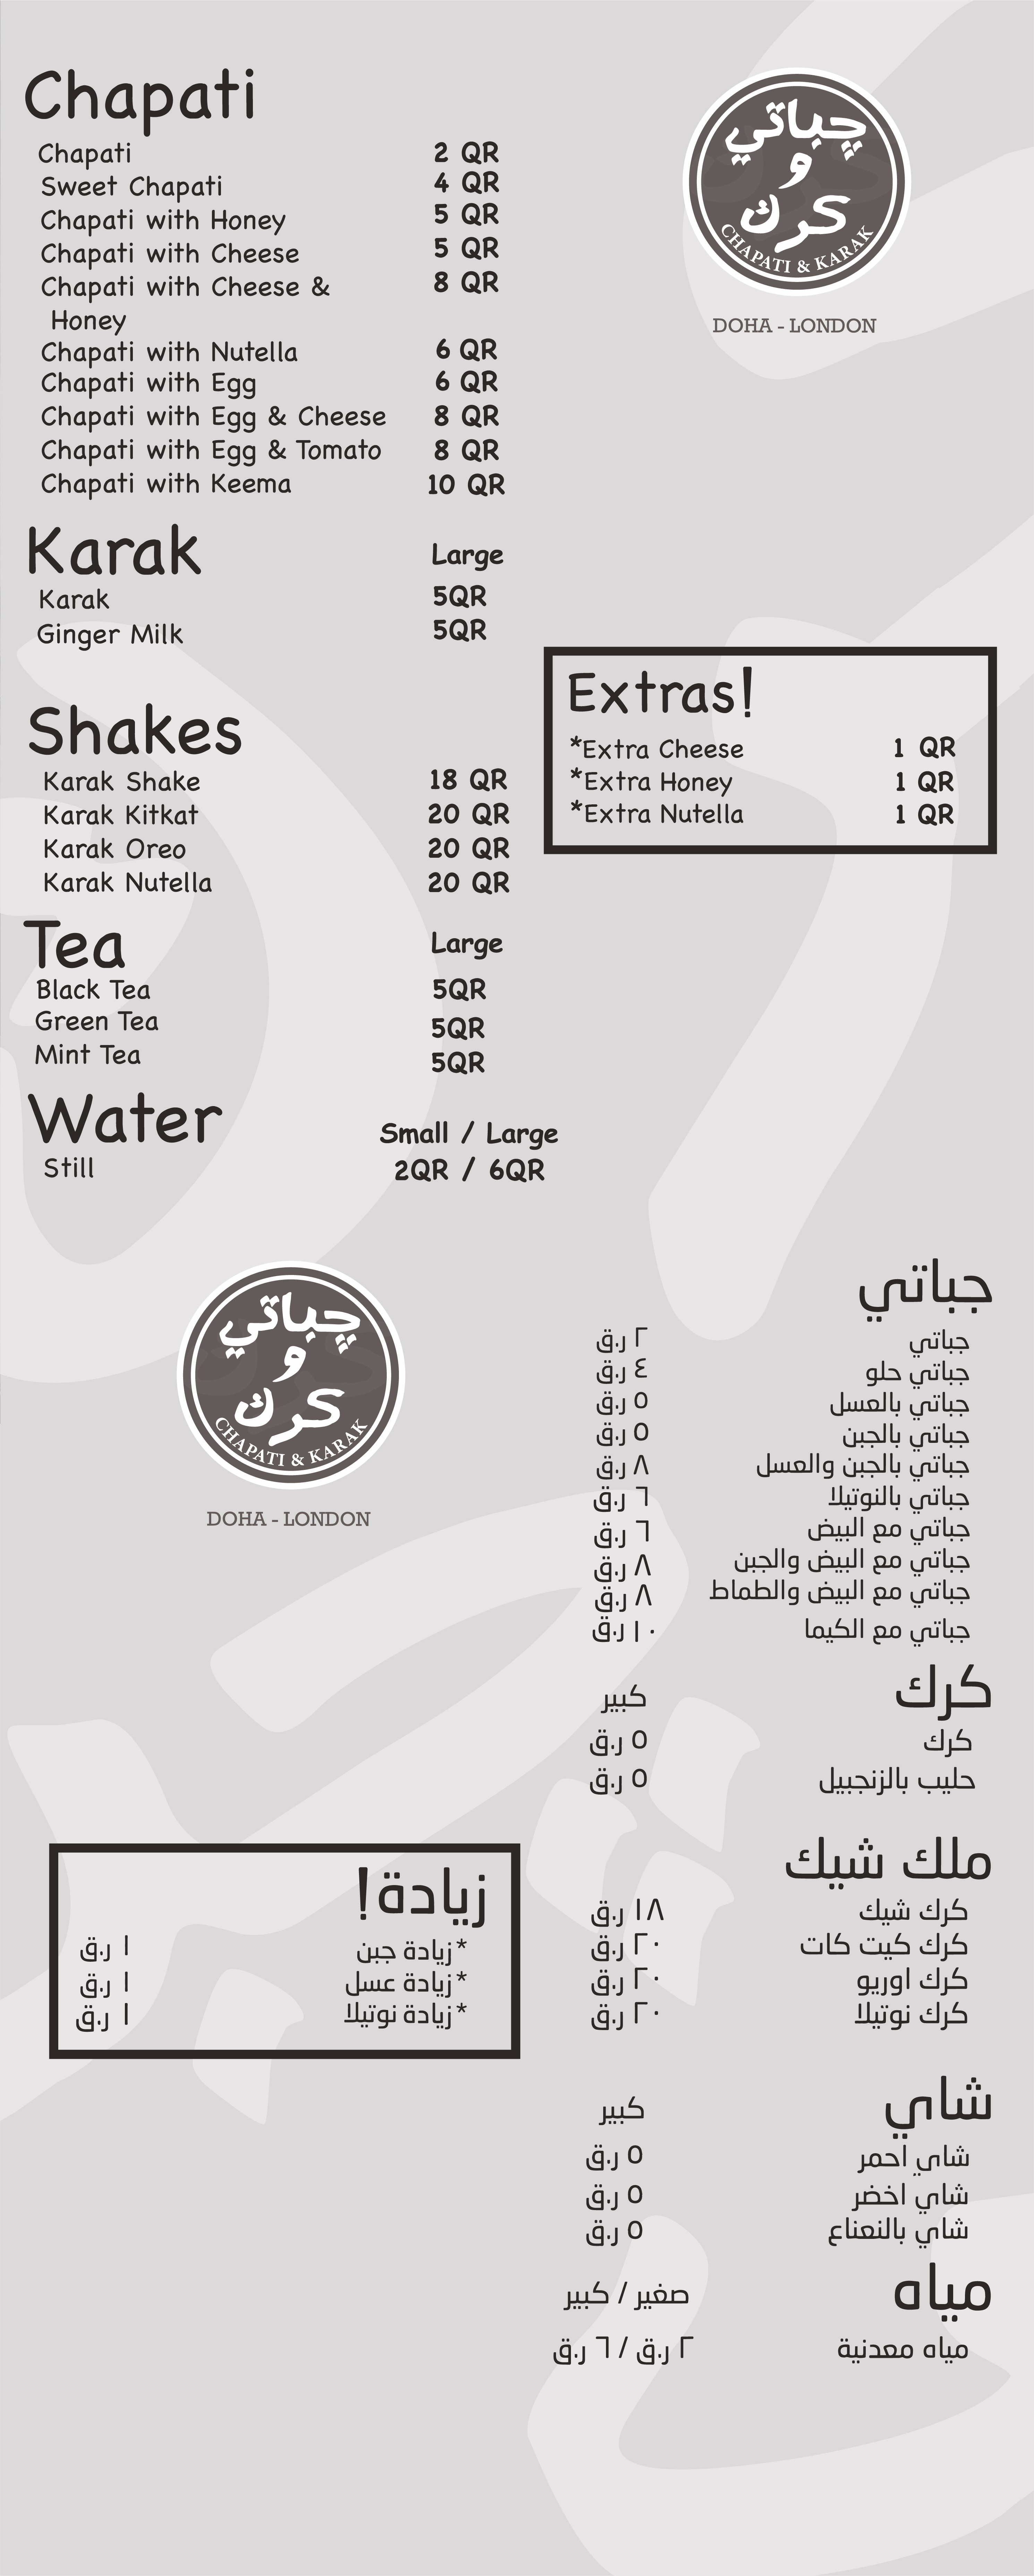 Chapati
Chapati 2 QR
Sweet Chapati 4 QR
Chapati with Honey 5 QR
Chapati with Cheese 5 QR
Chapati with Cheese & 8 QR
Honey
Chapati with Nutella 6 QR
Chapati with Egg 6 QR
Chapati with Egg & Cheese 8 QR
Chapati with Egg & Tomato 8 QR
Chapati with Keema 10 QR
چباتي
و
كرك
CHAPATI & KARAK
DOHA - LONDON
Karak Large
Karak 5QR
Ginger Milk 5QR
Extras!
*Extra Cheese 1 QR
*Extra Honey 1 QR
*Extra Nutella 1 QR
Shakes
Karak Shake 18 QR
Karak Kitkat 20 QR
Karak Oreo 20 QR
Karak Nutella 20 QR
Tea Large
Black Tea 5QR
Green Tea 5QR
Mint Tea 5QR
Water Small / Large
Still 2QR / 6QR
چباتي
و
كرك
CHAPATI & KARAK
DOHA - LONDON
جباتي
جباتي ٢ ر.ق
جباتي حلو ٤ ر.ق
جباتي بالعسل ٥ ر.ق
جباتي بالجبن ٥ ر.ق
جباتي بالجبن والعسل ٨ ر.ق
جباتي بالنوتيلا ٦ ر.ق
جباتي مع البيض ٦ ر.ق
جباتي مع البيض والجبن ٨ ر.ق
جباتي مع البيض والطماط ٨ ر.ق
جباتي مع الكيما ١٠ ر.ق
كرك كبير
كرك ٥ ر.ق
حليب بالزنجبيل ٥ ر.ق
ملك شيك
كرك شيك ١٨ ر.ق
كرك كيت كات ٢٠ ر.ق
كرك اوريو ٢٠ ر.ق
كرك نوتيلا ٢٠ ر.ق
زيادة!
*زيادة جبن ١ ر.ق
*زيادة عسل ١ ر.ق
*زيادة نوتيلا ١ ر.ق
شاي كبير
شاي احمر ٥ ر.ق
شاي اخضر ٥ ر.ق
شاي بالنعناع ٥ ر.ق
مياه صغير / كبير
مياه معدنية ٢ ر.ق / ٦ ر.ق